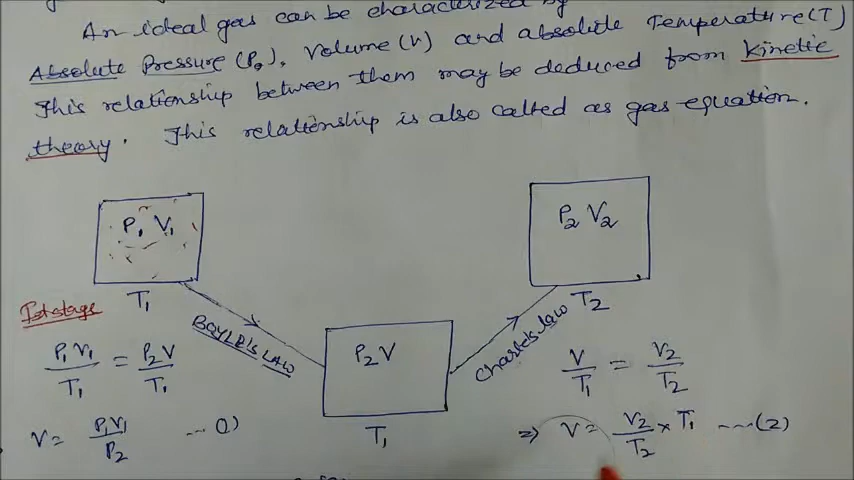 An ideal gas can be characterized by
Absolute Pressure (P₀), Volume (V) and absolute Temperature (T)
This relationship between them may be deduced from Kinetic
theory. This relationship is also called as gas equation.
P₁ V₁
T₁
P₂ V₂
T₂
Ist stage
BOYLE'S LAW
P₂ V
T₁
Charle's law
P₁V₁/T₁ = P₂V/T₁
V = P₁V₁/P₂ ---- (1)
V/T₁ = V₂/T₂
⇒ V = V₂/T₂ × T₁ ---- (2)